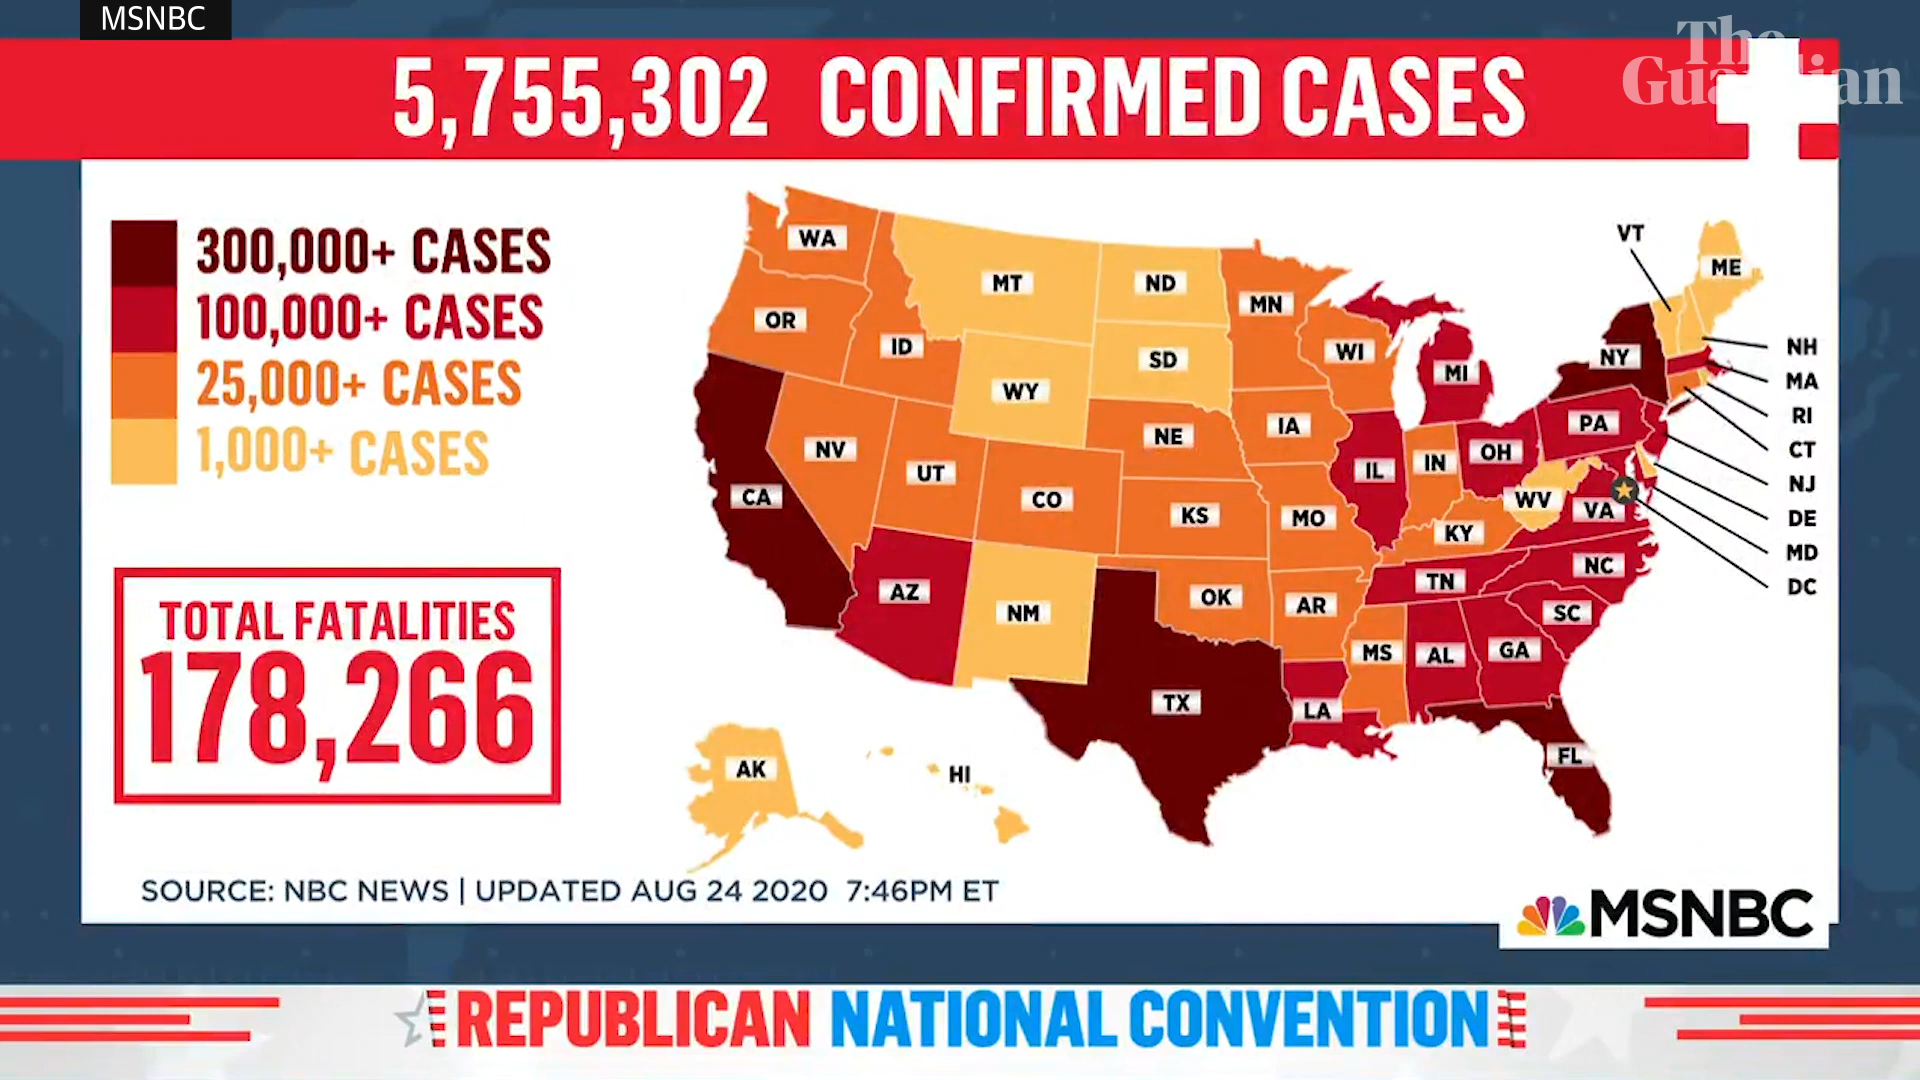 MSNBC
The
Guardian
5,755,302 CONFIRMED CASES
300,000+ CASES
100,000+ CASES
25,000+ CASES
1,000+ CASES
TOTAL FATALITIES
178,266
WA
OR
ID
MT
ND
MN
WI
MI
SD
WY
NE
IA
NV
UT
CO
KS
MO
IL
IN
OH
PA
NY
VT
ME
NH
MA
RI
CT
NJ
DE
MD
DC
CA
AZ
NM
OK
AR
KY
WV
VA
TN
NC
SC
MS
AL
GA
TX
LA
FL
AK
HI
SOURCE: NBC NEWS | UPDATED AUG 24 2020 7:46PM ET
MSNBC
REPUBLICAN NATIONAL CONVENTION